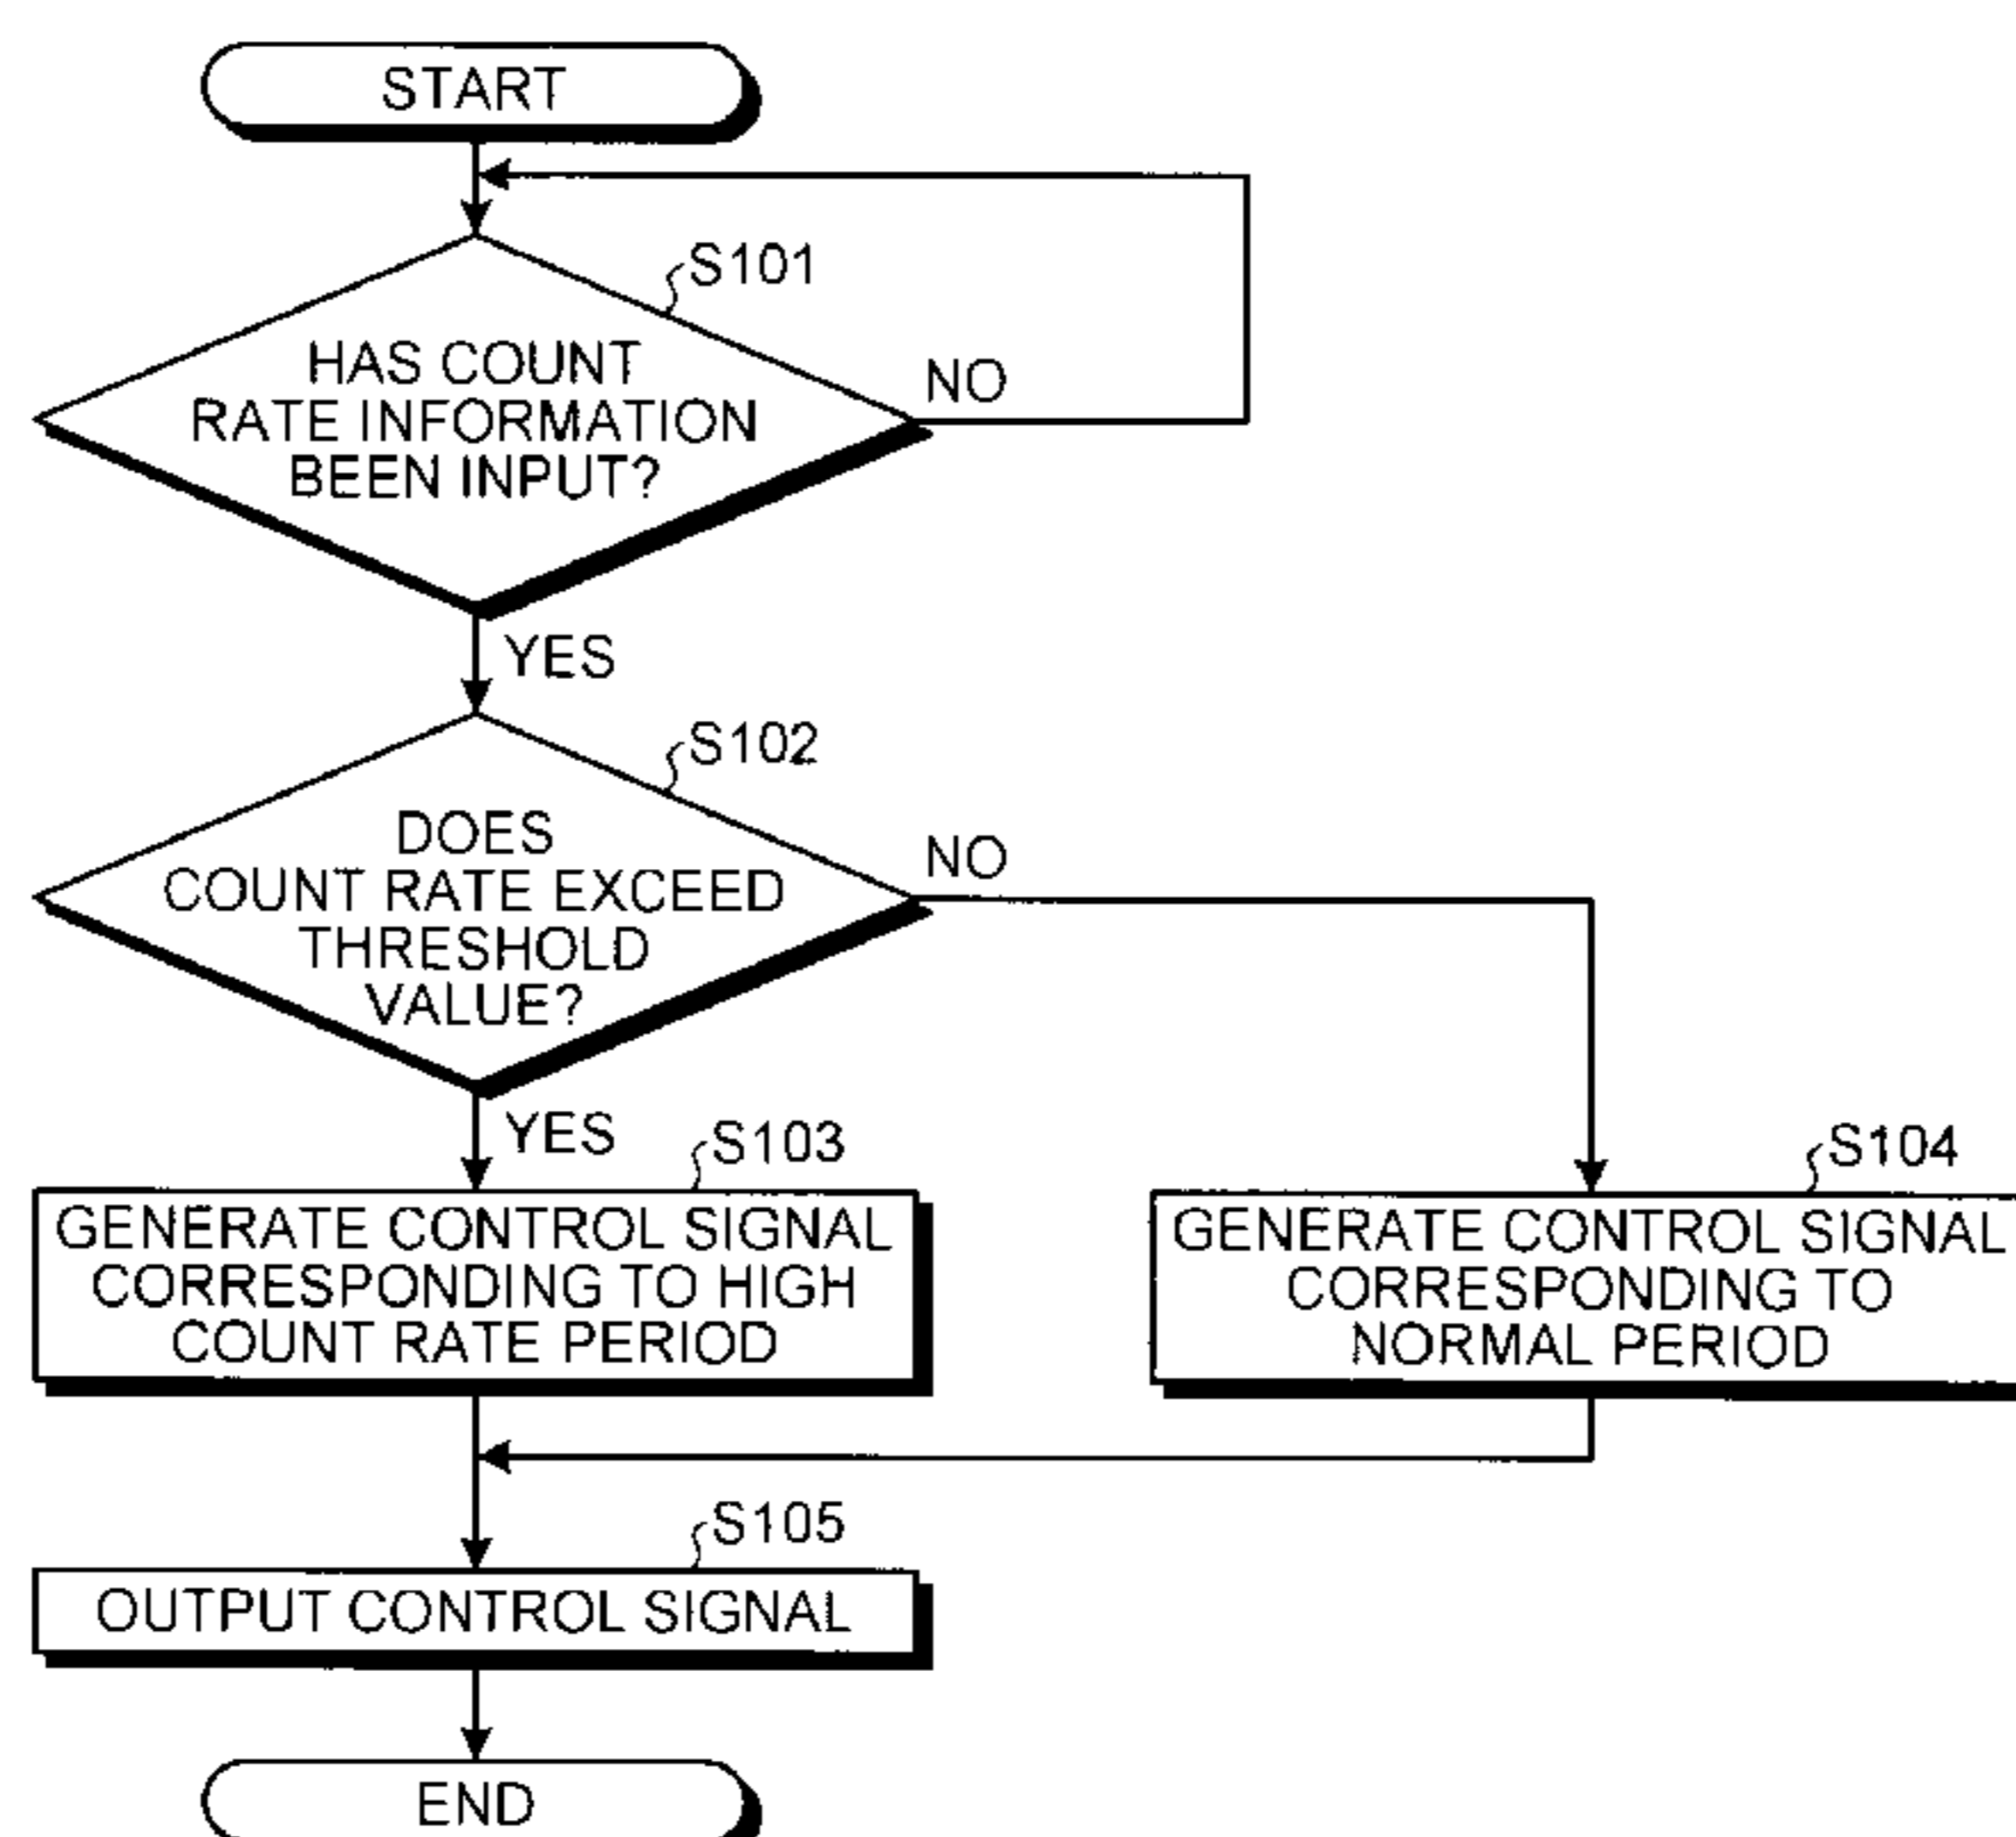 START
S101
HAS COUNT
RATE INFORMATION
BEEN INPUT?
NO
YES
S102
DOES
COUNT RATE EXCEED
THRESHOLD
VALUE?
NO
YES
S103
GENERATE CONTROL SIGNAL
CORRESPONDING TO HIGH
COUNT RATE PERIOD
S104
GENERATE CONTROL SIGNAL
CORRESPONDING TO
NORMAL PERIOD
S105
OUTPUT CONTROL SIGNAL
END